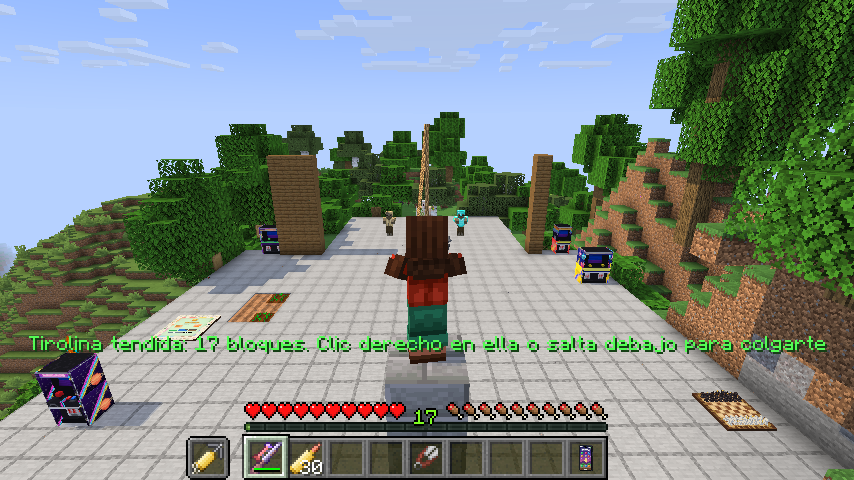 Tirolina tendida: 17 bloques. Clic derecho en ella o salta debajo para colgarte
17
30